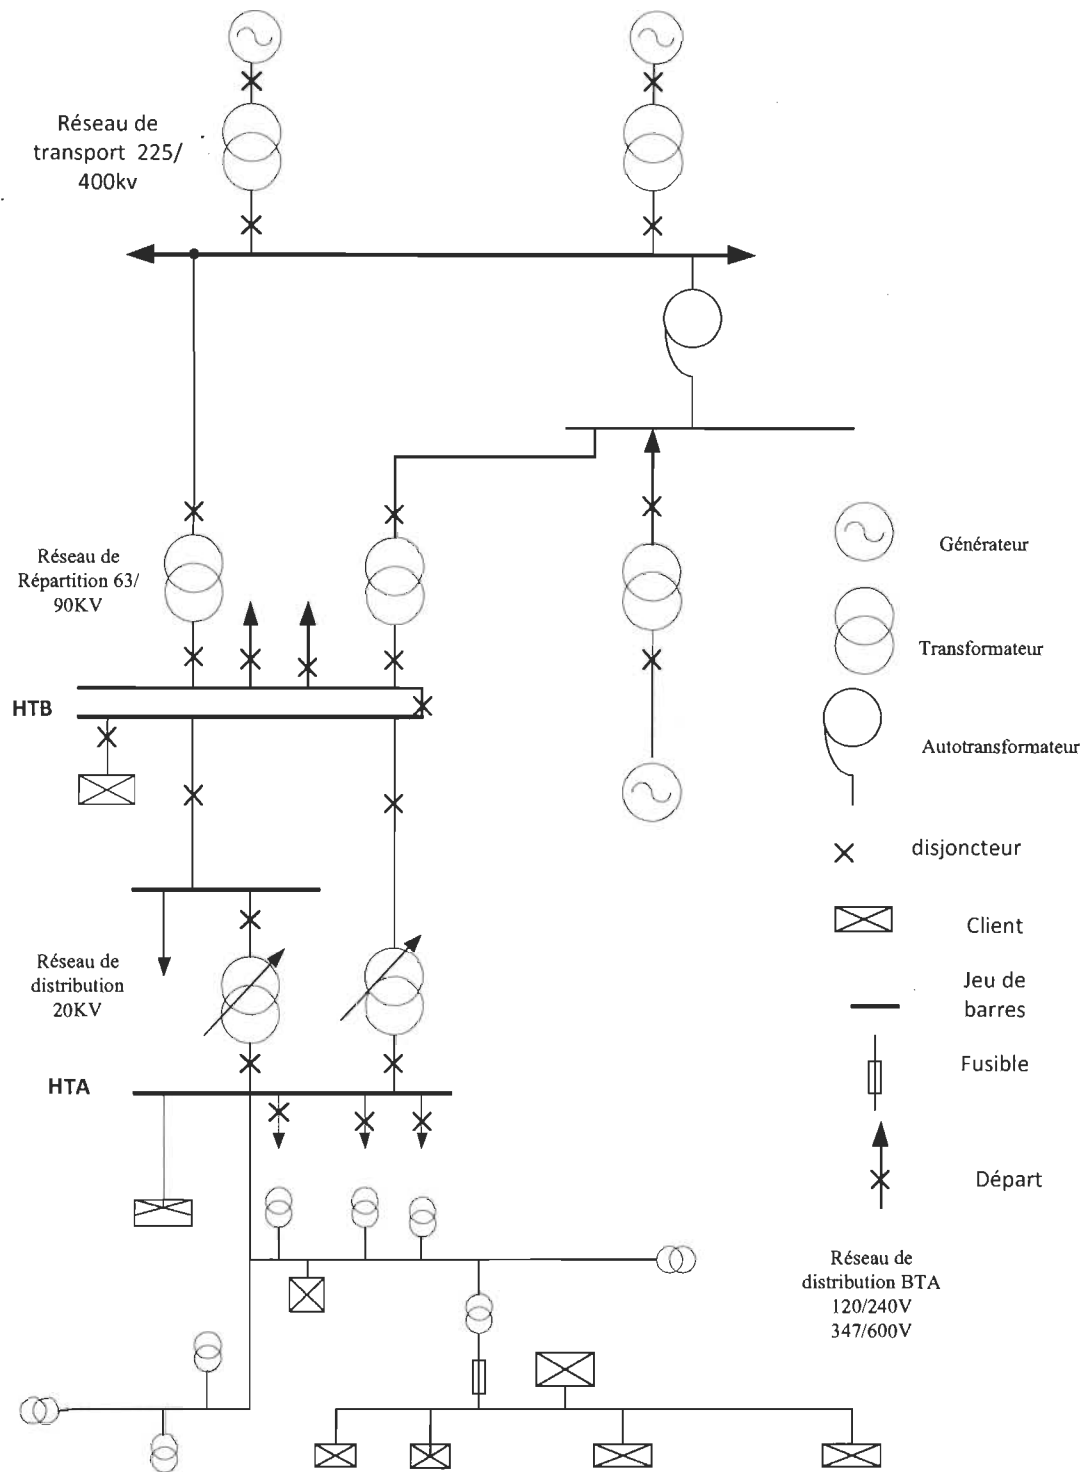 Réseau de
transport 225/
400kv
Réseau de
Répartition 63/
90KV
HTB
Réseau de
distribution
20KV
HTA
Générateur
Transformateur
Autotransformateur
disjoncteur
Client
Jeu de
barres
Fusible
Départ
Réseau de
distribution BTA
120/240V
347/600V